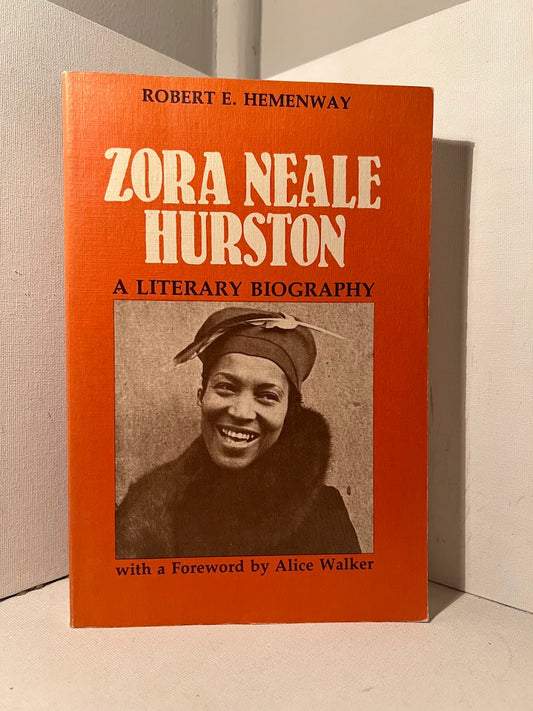 ROBERT E. HEMENWAY
ZORA NEALE
HURSTON
A LITERARY BIOGRAPHY
with a Foreword by Alice Walker